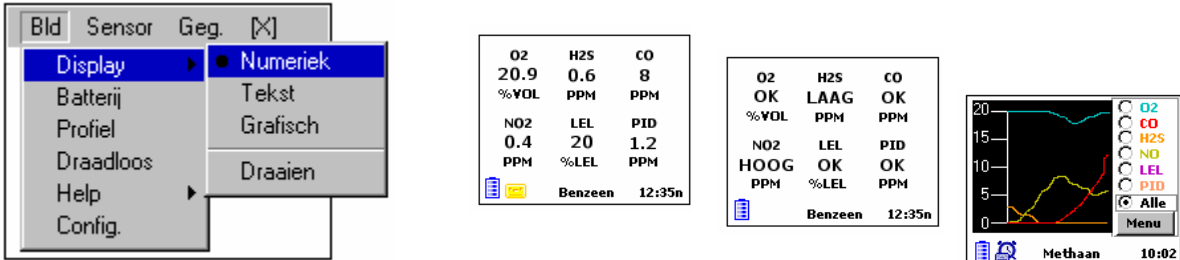 Bld Sensor Geg. [X]
Display
Batterij
Profiel
Draadloos
Help
Config.
Numeriek
Tekst
Grafisch
Draaien
O2 H2S CO
20.9 0.6 8
%VOL PPM PPM
NO2 LEL PID
0.4 20 1.2
PPM %LEL PPM
Benzeen 12:35n
O2 H2S CO
OK LAAG OK
%VOL PPM PPM
NO2 LEL PID
HOOG OK OK
PPM %LEL PPM
Benzeen 12:35n
20
15
10
5
0
O2
CO
H2S
NO
LEL
PID
Alle
Menu
Methaan 10:02